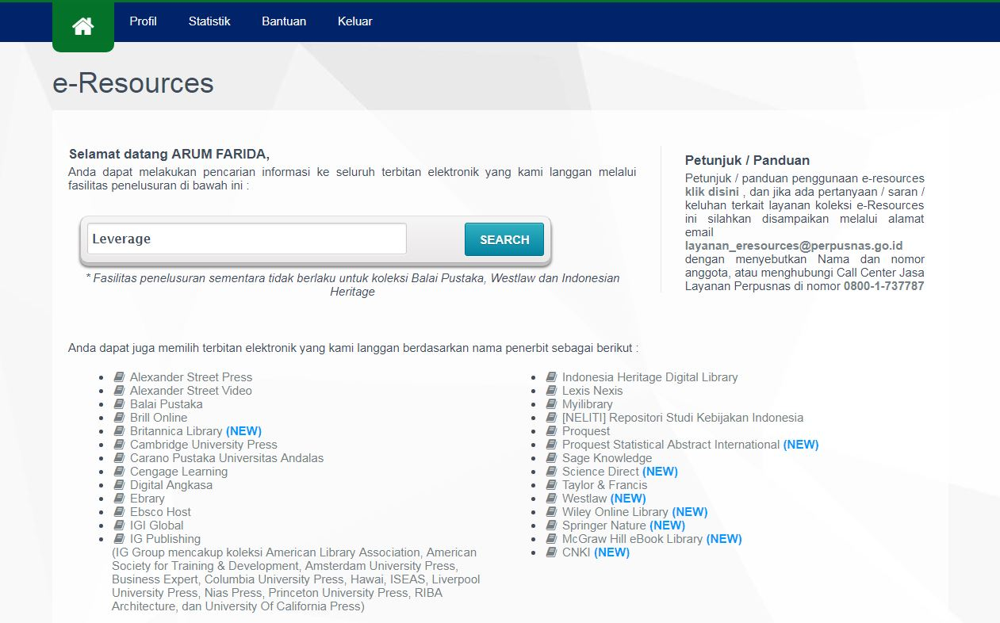 Profil Statistik Bantuan Keluar
e-Resources
Selamat datang ARUM FARIDA,
Anda dapat melakukan pencarian informasi ke seluruh terbitan elektronik yang kami langgan melalui
fasilitas penelusuran di bawah ini :
Leverage
SEARCH
* Fasilitas penelusuran sementara tidak berlaku untuk koleksi Balai Pustaka, Westlaw dan Indonesian
Heritage
Petunjuk / Panduan
Petunjuk / panduan penggunaan e-resources
klik disini , dan jika ada pertanyaan / saran /
keluhan terkait layanan koleksi e-Resources
ini silahkan disampaikan melalui alamat
email
layanan_eresources@perpusnas.go.id
dengan menyebutkan Nama dan nomor
anggota, atau menghubungi Call Center Jasa
Layanan Perpusnas di nomor 0800-1-737787
Anda dapat juga memilih terbitan elektronik yang kami langgan berdasarkan nama penerbit sebagai berikut :
Alexander Street Press
Alexander Street Video
Balai Pustaka
Brill Online
Britannica Library (NEW)
Cambridge University Press
Carano Pustaka Universitas Andalas
Cengage Learning
Digital Angkasa
Ebrary
Ebsco Host
IGI Global
IG Publishing
(IG Group mencakup koleksi American Library Association, American
Society for Training & Development, Amsterdam University Press,
Business Expert, Columbia University Press, Hawai, ISEAS, Liverpool
University Press, Nias Press, Princeton University Press, RIBA
Architecture, dan University Of California Press)
Indonesia Heritage Digital Library
Lexis Nexis
Myilibrary
[NELITI] Repositori Studi Kebijakan Indonesia
Proquest
Proquest Statistical Abstract International (NEW)
Sage Knowledge
Science Direct (NEW)
Taylor & Francis
Westlaw (NEW)
Wiley Online Library (NEW)
Springer Nature (NEW)
McGraw Hill eBook Library (NEW)
CNKI (NEW)